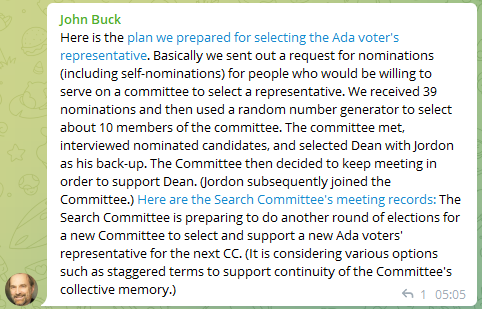 John Buck
Here is the plan we prepared for selecting the Ada voter's
representative. Basically we sent out a request for nominations
(including self-nominations) for people who would be willing to
serve on a committee to select a representative. We received 39
nominations and then used a random number generator to select
about 10 members of the committee. The committee met,
interviewed nominated candidates, and selected Dean with Jordon
as his back-up. The Committee then decided to keep meeting in
order to support Dean. (Jordon subsequently joined the
Committee.) Here are the Search Committee's meeting records: The
Search Committee is preparing to do another round of elections for
a new Committee to select and support a new Ada voters'
representative for the next CC. (It is considering various options
such as staggered terms to support continuity of the Committee's
collective memory.)
1 05:05